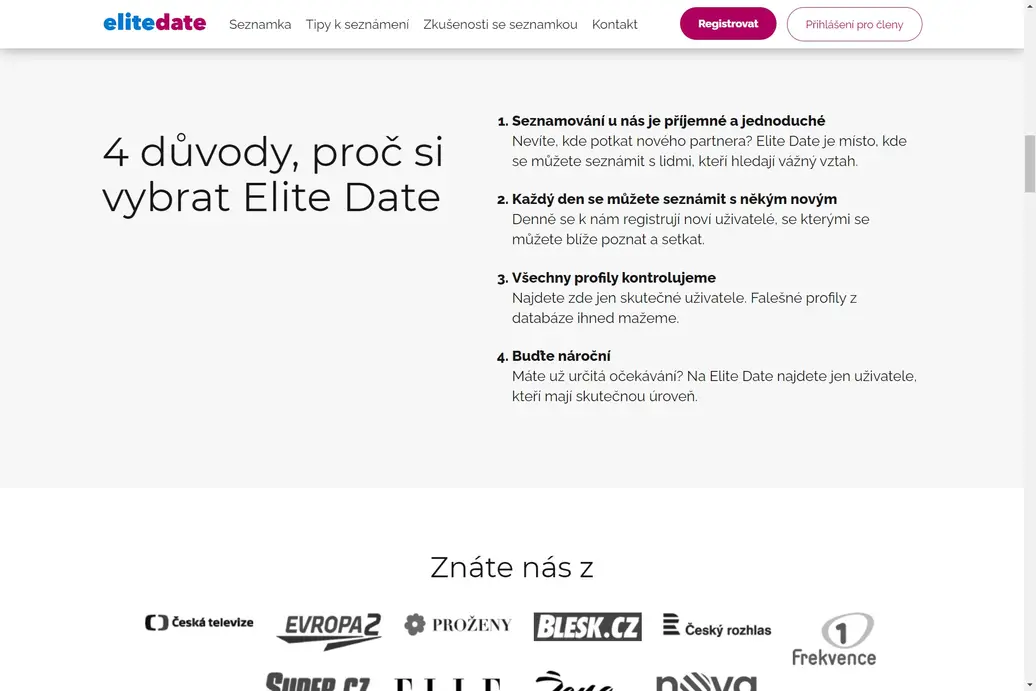 elitedate Seznamka Tipy k seznámení Zkušenosti se seznamkou Kontakt Registrovat Přihlášení pro členy
4 důvody, proč si
vybrat Elite Date
1. Seznamování u nás je příjemné a jednoduché
Nevíte, kde potkat nového partnera? Elite Date je místo, kde
se můžete seznámit s lidmi, kteří hledají vážný vztah.
2. Každý den se můžete seznámit s někým novým
Denně se k nám registrují noví uživatelé, se kterými se
můžete blíže poznat a setkat.
3. Všechny profily kontrolujeme
Najdete zde jen skutečné uživatele. Falešné profily z
databáze ihned mažeme.
4. Buďte nároční
Máte už určitá očekávání? Na Elite Date najdete jen uživatele,
kteří mají skutečnou úroveň.
Znáte nás z
Česká televize EVROPA 2 PROŽENY BLESK.CZ Český rozhlas 1 Frekvence
SUPER.CZ ELLE Žena nova